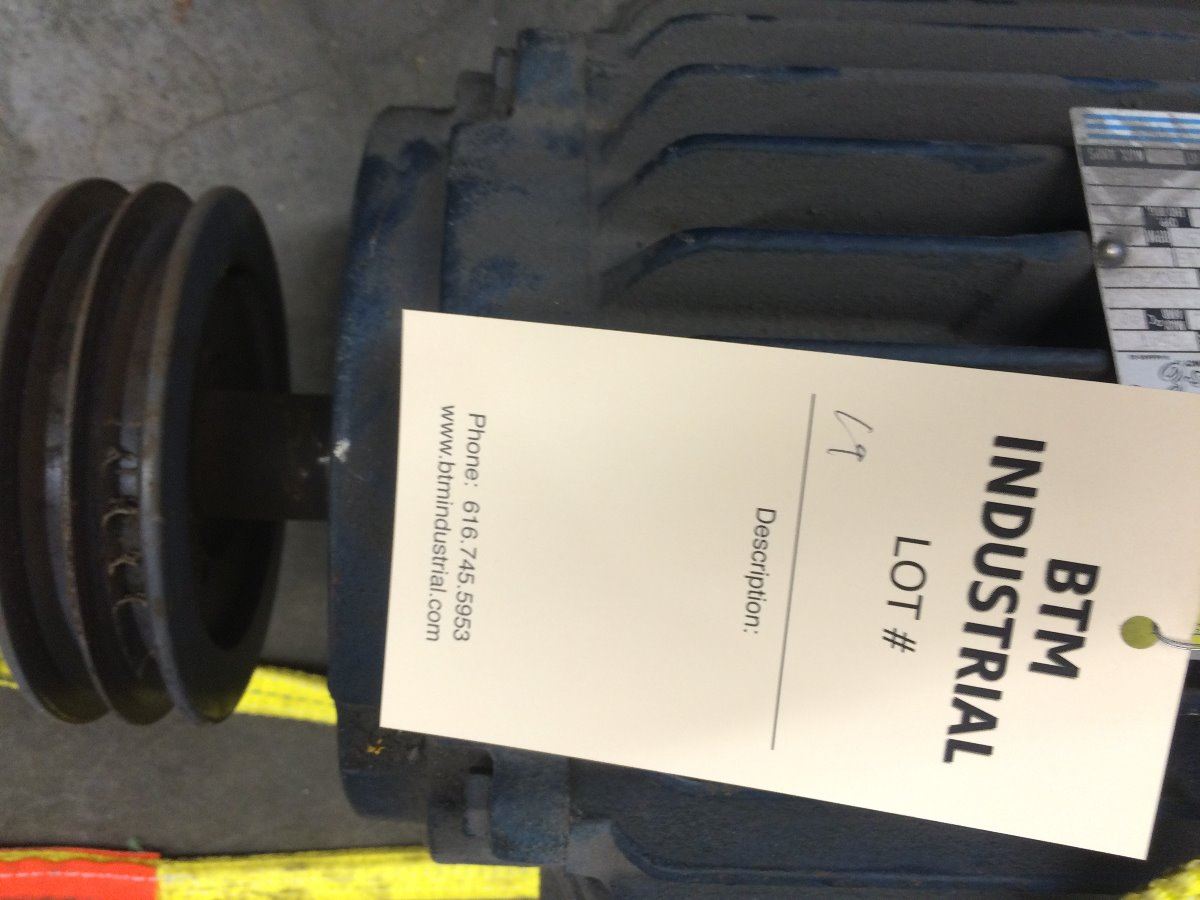 BTM
INDUSTRIAL
LOT #
69
Description:
Phone: 616.745.5953
www.btmindustrial.com